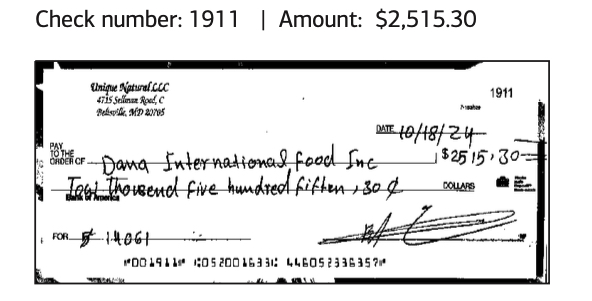 Check number: 1911 | Amount: $2,515.30
Unique Natural LLC
4715 Sellman Road, C
Beltsville, MD 20705
1911
DATE 10/18/24
PAY TO THE ORDER OF Dana International Food Inc $2515.30
thousend five hundred fiften, 30 ¢ DOLLARS
Bank of America
FOR 14061
⑈001911⑈ ⑆052001633⑆ 446052336357⑈